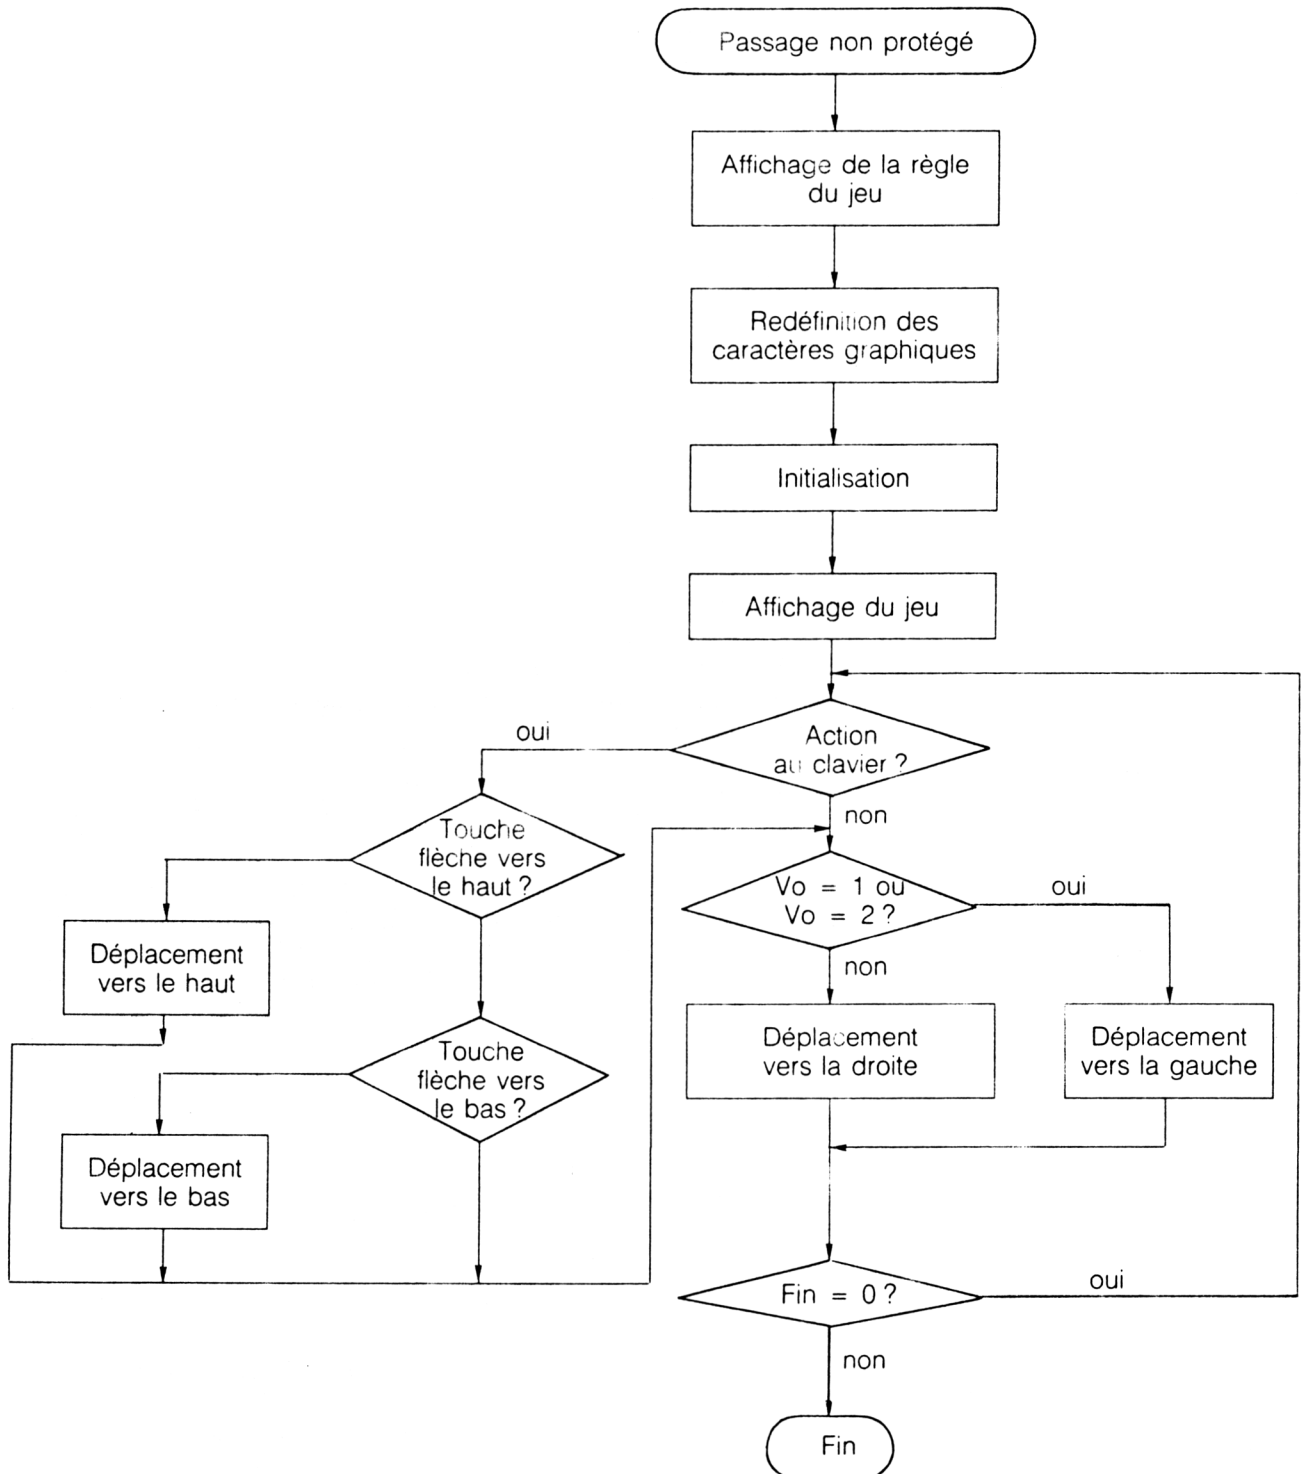 Passage non protégé
Affichage de la règle
du jeu
Redéfinition des
caractères graphiques
Initialisation
Affichage du jeu
Action
au clavier ?
oui
non
Touche
flèche vers
le haut ?
Déplacement
vers le haut
Touche
flèche vers
le bas ?
Déplacement
vers le bas
Vo = 1 ou
Vo = 2 ?
oui
non
Déplacement
vers la droite
Déplacement
vers la gauche
Fin = 0 ?
oui
non
Fin